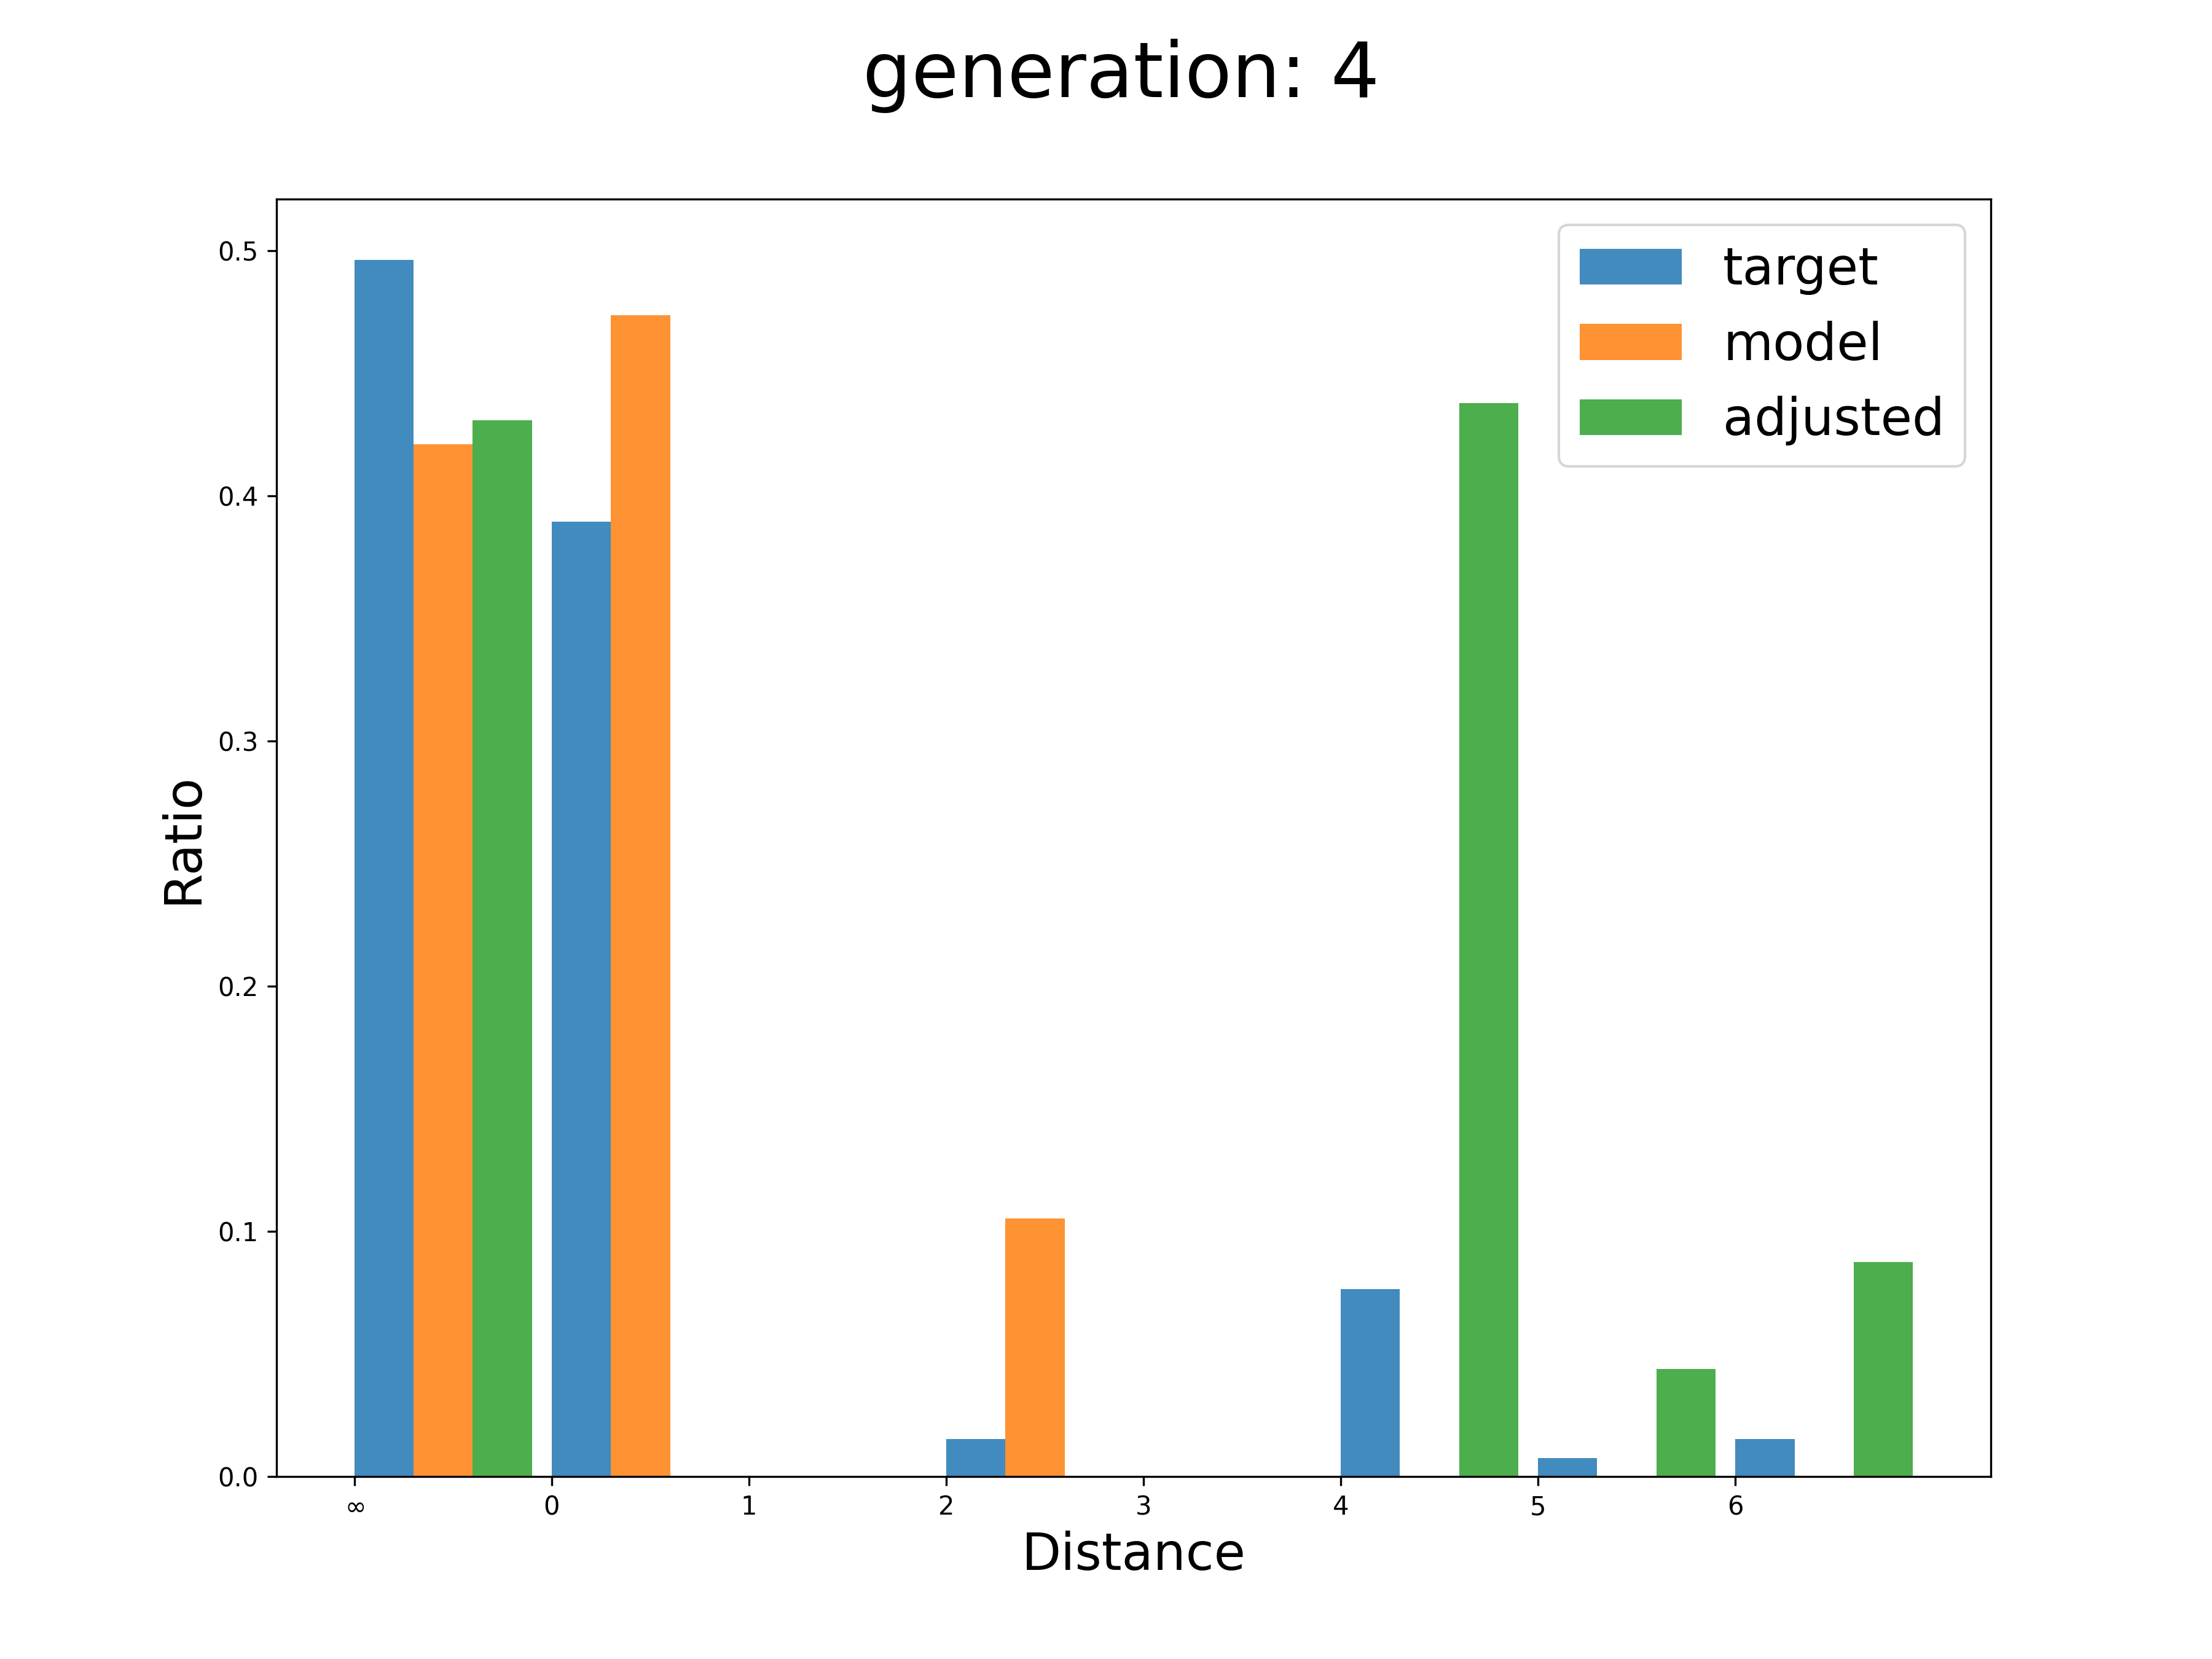 generation: 4
target
model
adjusted
Ratio
0.5
0.4
0.3
0.2
0.1
0.0
∞ 0 1 2 3 4 5 6
Distance